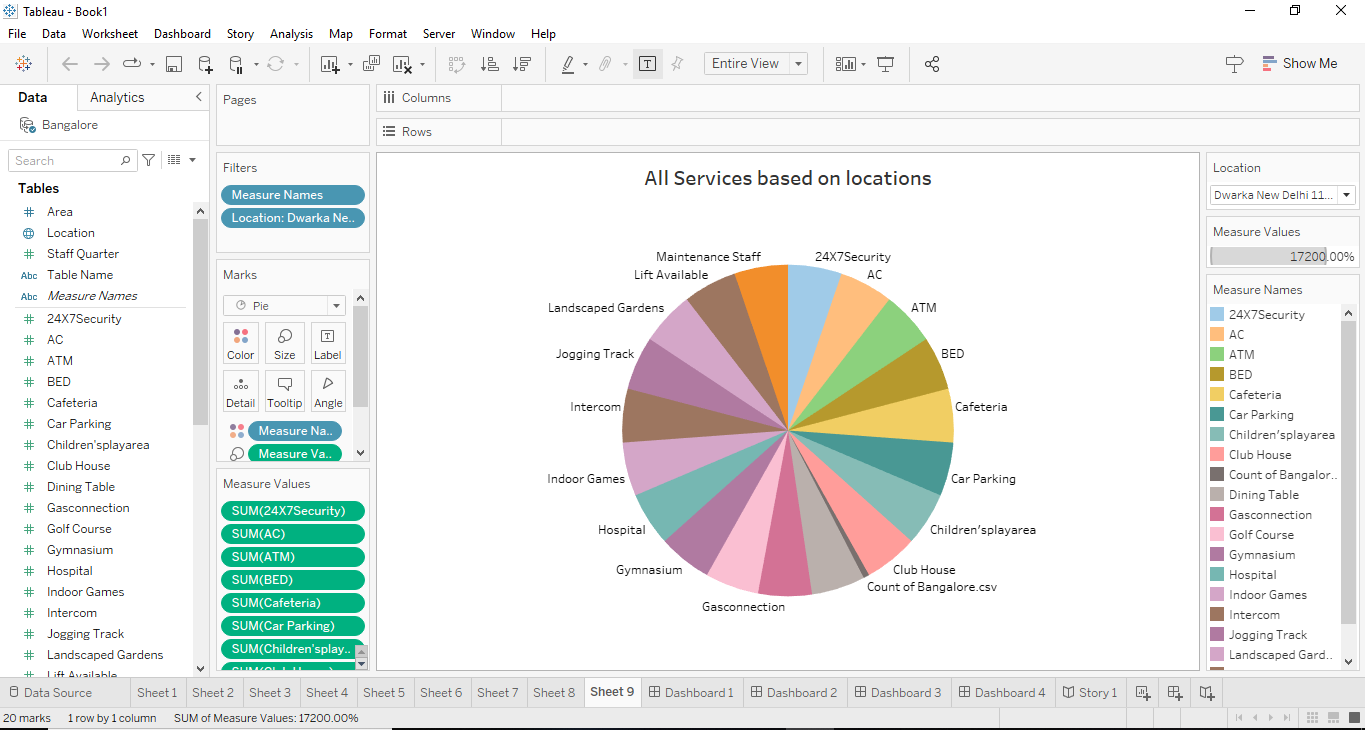 Tableau - Book1
File Data Worksheet Dashboard Story Analysis Map Format Server Window Help
Entire View
Show Me
Data Analytics
Bangalore
Search
Tables
Area
Location
Staff Quarter
Abc Table Name
Abc Measure Names
24X7Security
AC
ATM
BED
Cafeteria
Car Parking
Children'splayarea
Club House
Dining Table
Gasconnection
Golf Course
Gymnasium
Hospital
Indoor Games
Intercom
Jogging Track
Landscaped Gardens
Lift Available
Pages
Filters
Measure Names
Location: Dwarka Ne..
Marks
Pie
Color Size Label
Detail Tooltip Angle
Measure Na..
Measure Va..
Measure Values
SUM(24X7Security)
SUM(AC)
SUM(ATM)
SUM(BED)
SUM(Cafeteria)
SUM(Car Parking)
SUM(Children'splay..
Columns
Rows
All Services based on locations
Maintenance Staff
24X7Security
Lift Available
AC
Landscaped Gardens
ATM
Jogging Track
BED
Intercom
Cafeteria
Indoor Games
Car Parking
Hospital
Children'splayarea
Gymnasium
Club House
Count of Bangalore.csv
Gasconnection
Location
Dwarka New Delhi 11...
Measure Values
17200.00%
Measure Names
24X7Security
AC
ATM
BED
Cafeteria
Car Parking
Children'splayarea
Club House
Count of Bangalor..
Dining Table
Gasconnection
Golf Course
Gymnasium
Hospital
Indoor Games
Intercom
Jogging Track
Landscaped Gard..
Data Source Sheet 1 Sheet 2 Sheet 3 Sheet 4 Sheet 5 Sheet 6 Sheet 7 Sheet 8 Sheet 9 Dashboard 1 Dashboard 2 Dashboard 3 Dashboard 4 Story 1
20 marks 1 row by 1 column SUM of Measure Values: 17200.00%